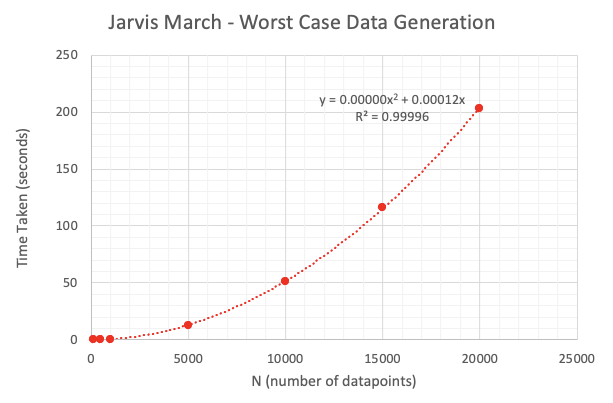 Jarvis March - Worst Case Data Generation
250
200
150
100
50
0
y = 0.00000x² + 0.00012x
R² = 0.99996
Time Taken (seconds)
0 5000 10000 15000 20000 25000
N (number of datapoints)